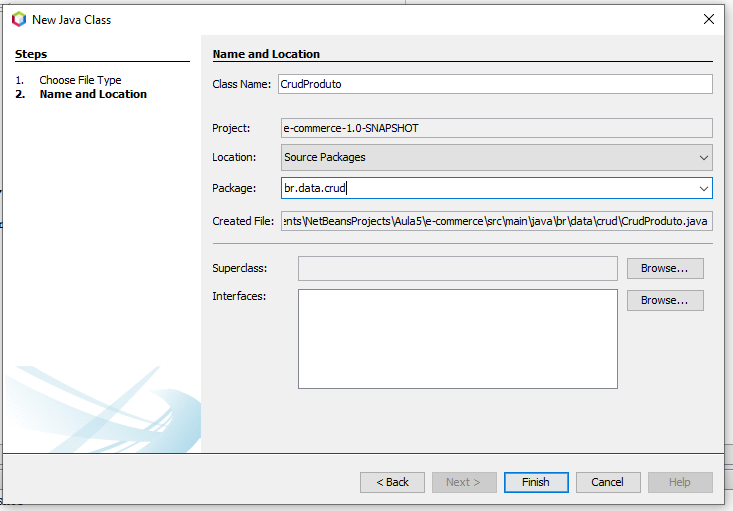 New Java Class
Steps
1. Choose File Type
2. Name and Location
Name and Location
Class Name: CrudProduto
Project: e-commerce-1.0-SNAPSHOT
Location: Source Packages
Package: br.data.crud
Created File: ents\NetBeansProjects\Aula5\e-commerce\src\main\java\br\data\crud\CrudProduto.java
Superclass: Browse...
Interfaces: Browse...
< Back Next > Finish Cancel Help